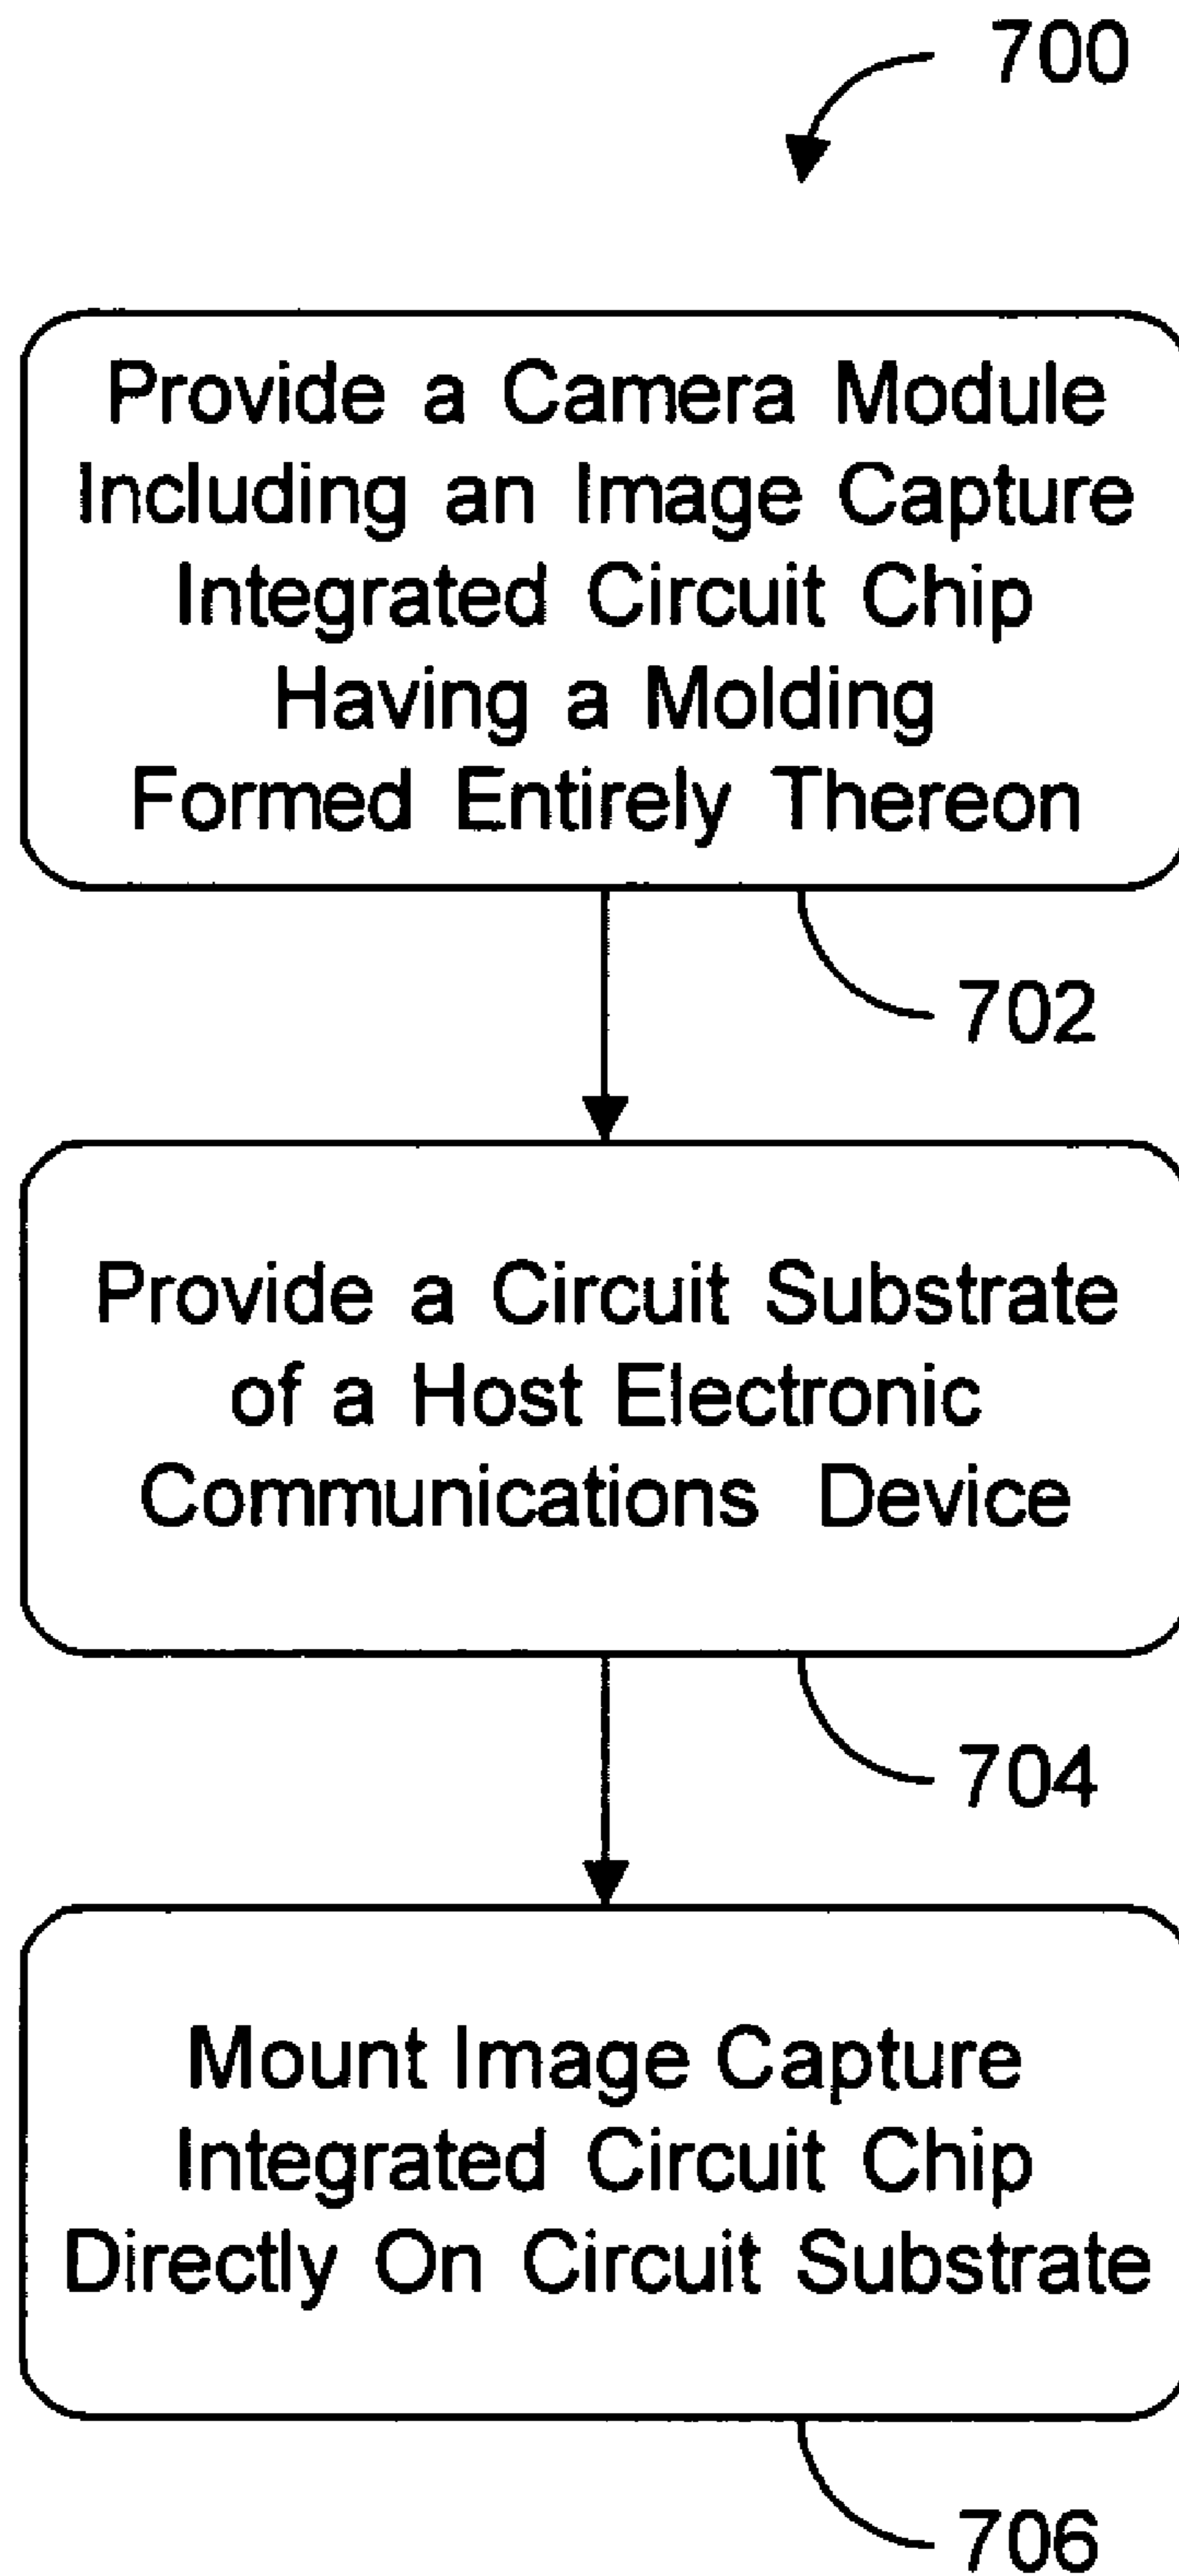 700
Provide a Camera Module
Including an Image Capture
Integrated Circuit Chip
Having a Molding
Formed Entirely Thereon
702
Provide a Circuit Substrate
of a Host Electronic
Communications Device
704
Mount Image Capture
Integrated Circuit Chip
Directly On Circuit Substrate
706